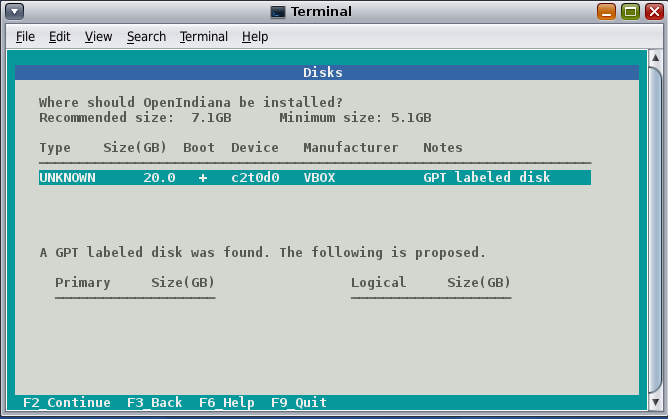 Terminal
File Edit View Search Terminal Help
Disks
Where should OpenIndiana be installed?
Recommended size: 7.1GB Minimum size: 5.1GB
Type Size(GB) Boot Device Manufacturer Notes
UNKNOWN 20.0 + c2t0d0 VBOX GPT labeled disk
A GPT labeled disk was found. The following is proposed.
Primary Size(GB) Logical Size(GB)
F2_Continue F3_Back F6_Help F9_Quit